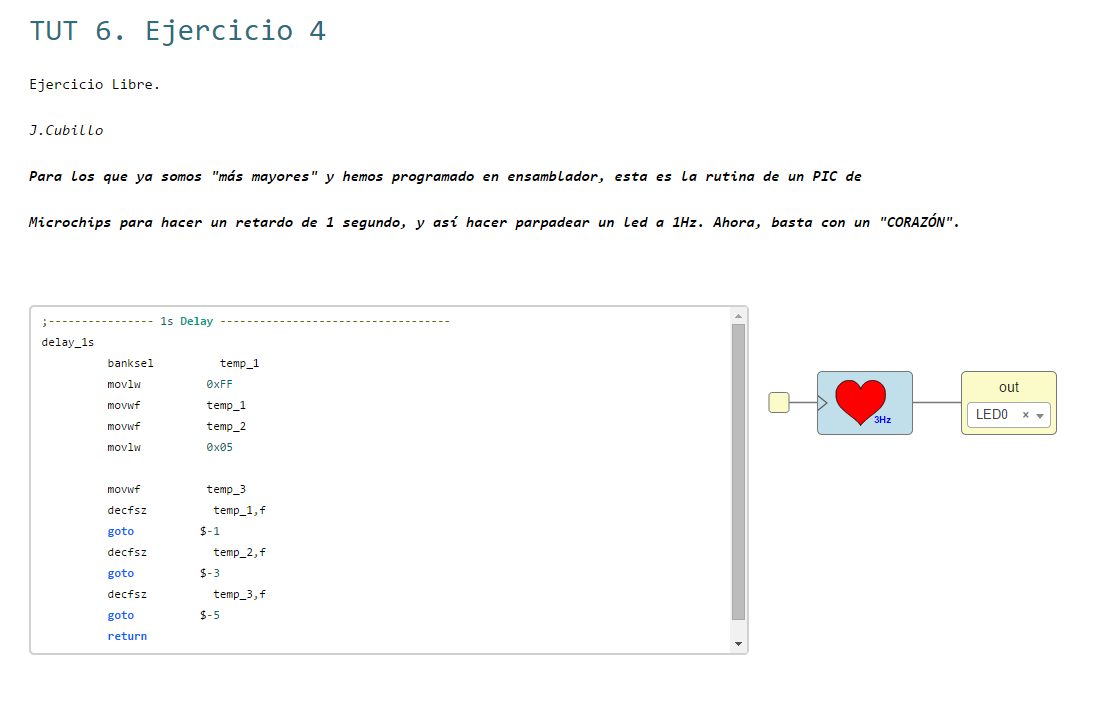 TUT 6. Ejercicio 4
Ejercicio Libre.
J.Cubillo
Para los que ya somos "más mayores" y hemos programado en ensamblador, esta es la rutina de un PIC de
Microchips para hacer un retardo de 1 segundo, y así hacer parpadear un led a 1Hz. Ahora, basta con un "CORAZÓN".
;---------------- 1s Delay -----------------------------------
delay_1s
banksel temp_1
movlw 0xFF
movwf temp_1
movwf temp_2
movlw 0x05
movwf temp_3
decfsz temp_1,f
goto $-1
decfsz temp_2,f
goto $-3
decfsz temp_3,f
goto $-5
return
3Hz
out
LED0 ×